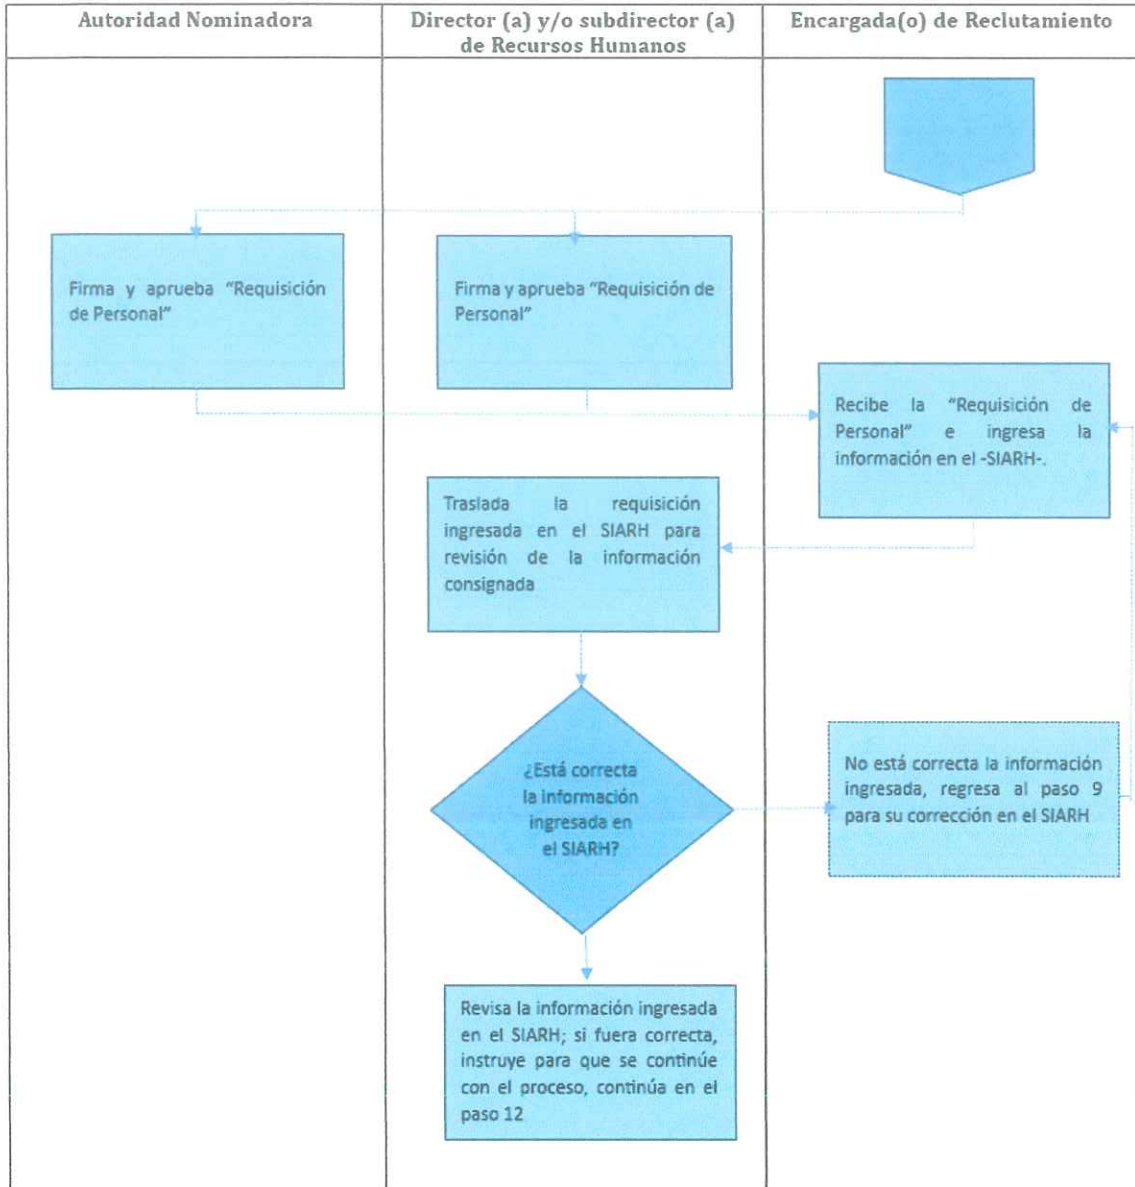 Autoridad Nominadora
Director (a) y/o subdirector (a)
de Recursos Humanos
Encargada(o) de Reclutamiento
Firma y aprueba “Requisición
de Personal”
Firma y aprueba “Requisición de
Personal”
Recibe la “Requisición de
Personal” e ingresa la
información en el -SIARH-.
Traslada la requisición
ingresada en el SIARH para
revisión de la información
consignada
¿Está correcta
la información
ingresada en
el SIARH?
No está correcta la información
ingresada, regresa al paso 9
para su corrección en el SIARH
Revisa la información ingresada
en el SIARH; si fuera correcta,
instruye para que se continúe
con el proceso, continúa en el
paso 12